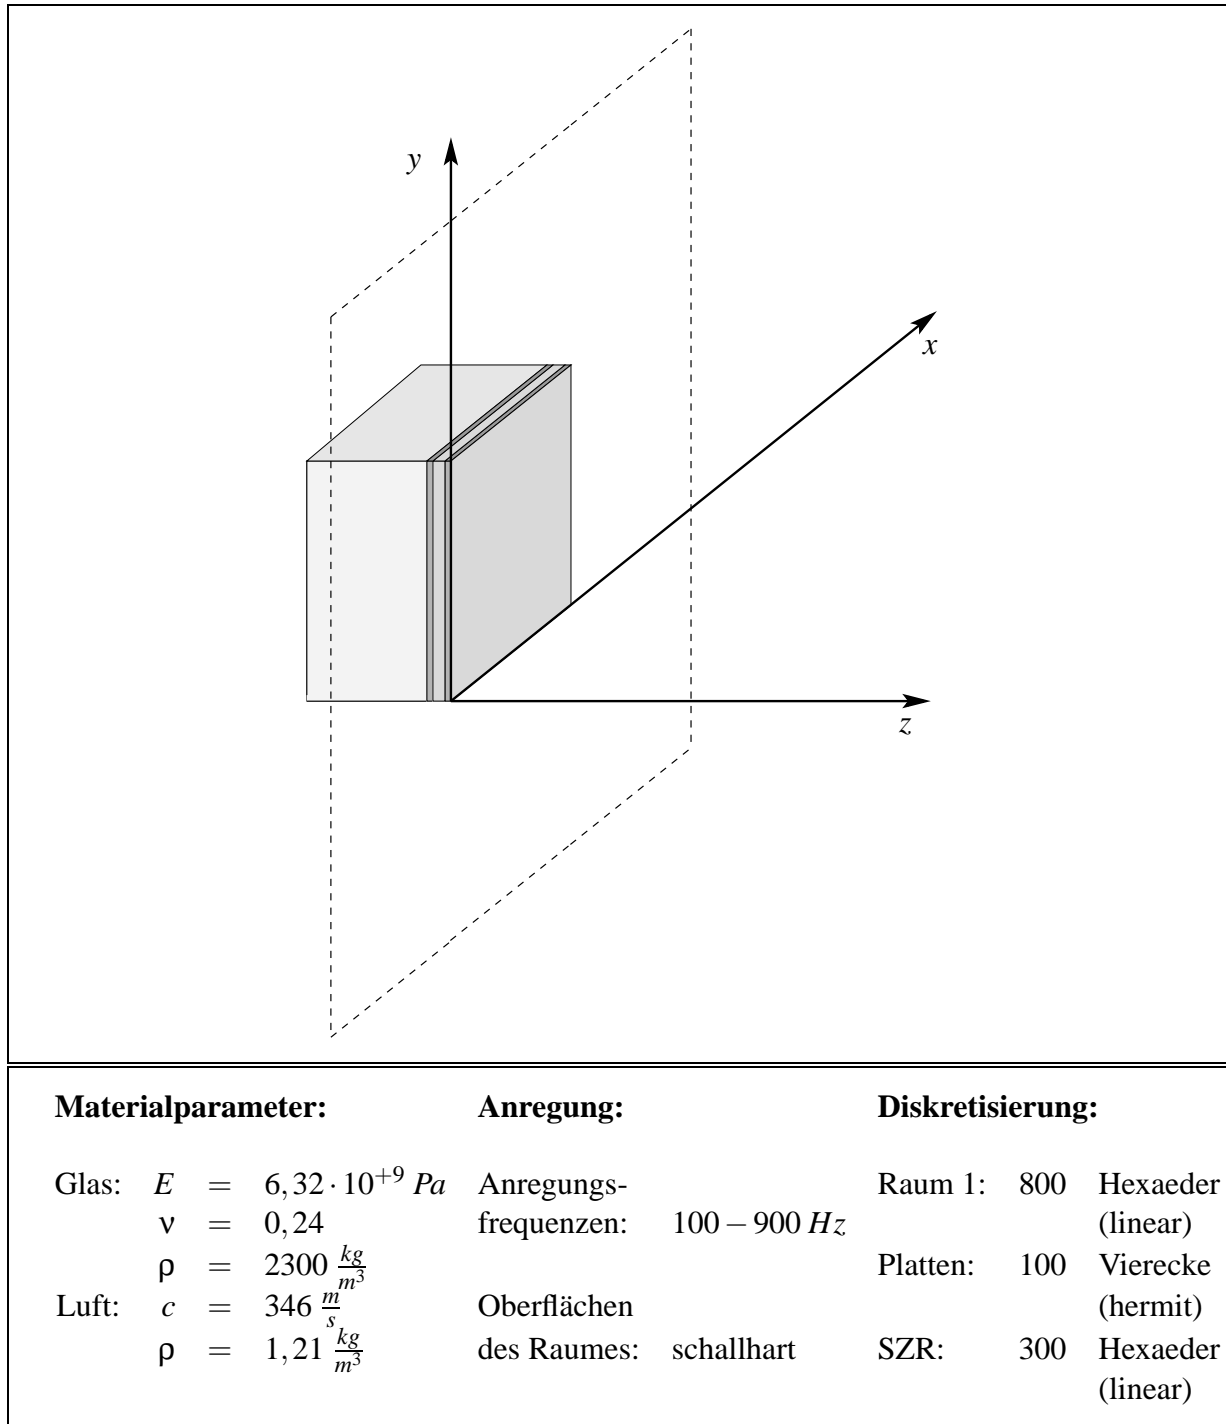 y
x
z
Materialparameter: Anregung: Diskretisierung:
Glas: E = 6,32·10⁺⁹ Pa Anregungs- Raum 1: 800 Hexaeder
ν = 0,24 frequenzen: 100 − 900 Hz (linear)
ρ = 2300 kg/m³ Platten: 100 Vierecke
Luft: c = 346 m/s Oberflächen (hermit)
ρ = 1,21 kg/m³ des Raumes: schallhart SZR: 300 Hexaeder
(linear)